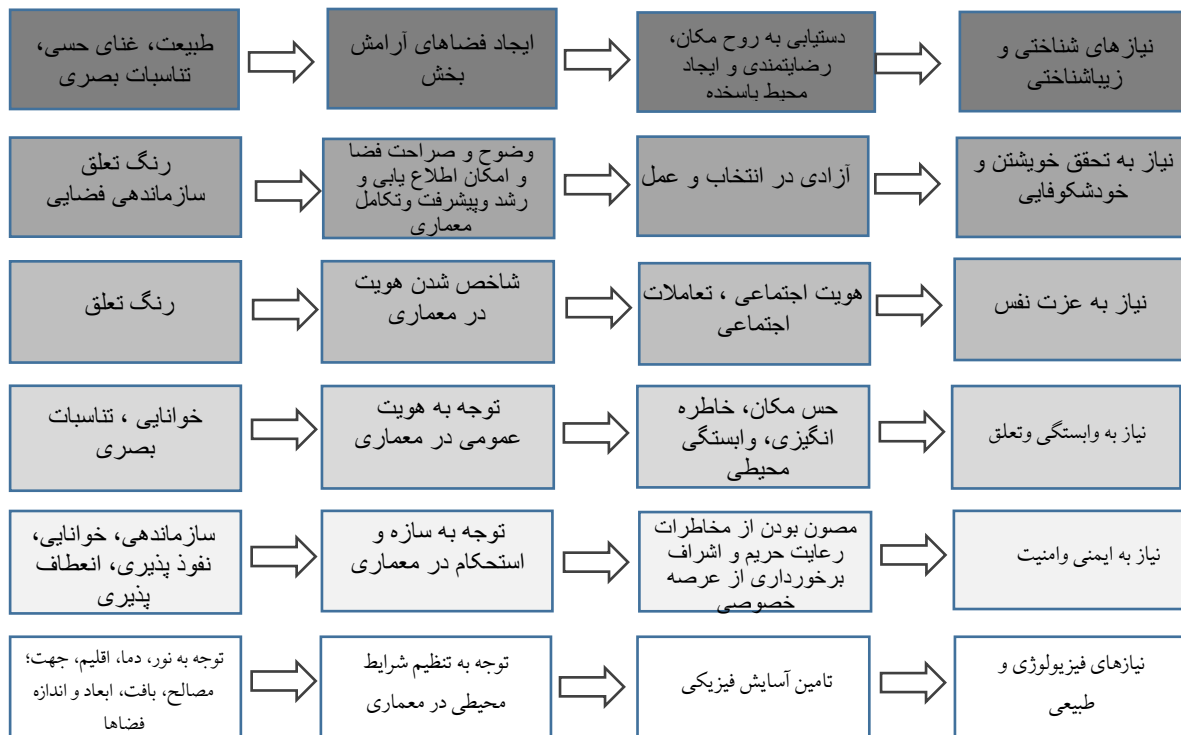 نیازهای شناختی و
زیباشناختی
دستیابی به روح مکان،
رضایتمندی و ایجاد
محبط باسخده
ایجاد فضاهای آرامش
بخش
طبیعت، غنای حسی،
تناسبات بصری
نیاز به تحقق خویشتن و
خودشکوفایی
آزادی در انتخاب و عمل
وضوح و صراحت فضا
و امکان اطلاع یابی و
رشد وپیشرفت وتکامل
معماری
رنگ تعلق
سازماندهی فضایی
نیاز به عزت نفس
هویت اجتماعی ، تعاملات
اجتماعی
شاخص شدن هویت
در معماری
رنگ تعلق
نیاز به وابستگی وتعلق
حس مکان، خاطره
انگیزی، وابستگی
محیطی
توجه به هویت
عمومی در معماری
خوانایی ، تناسبات
بصری
نیاز به ایمنی وامنیت
مصون بودن از مخاطرات
رعایت حریم و اشراف
برخورداری از عرصه
خصوصی
توجه به سازه و
استحکام در معماری
سازماندهی، خوانایی،
نفوذ پذیری، انعطاف
پذیری
نیازهای فیزیولوژی و
طبیعی
تامین آسایش فیزیکی
توجه به تنظیم شرایط
محیطی در معماری
توجه به نور، دما، اقلیم، جهت؛
مصالح، بافت، ابعاد و اندازه
فضاها